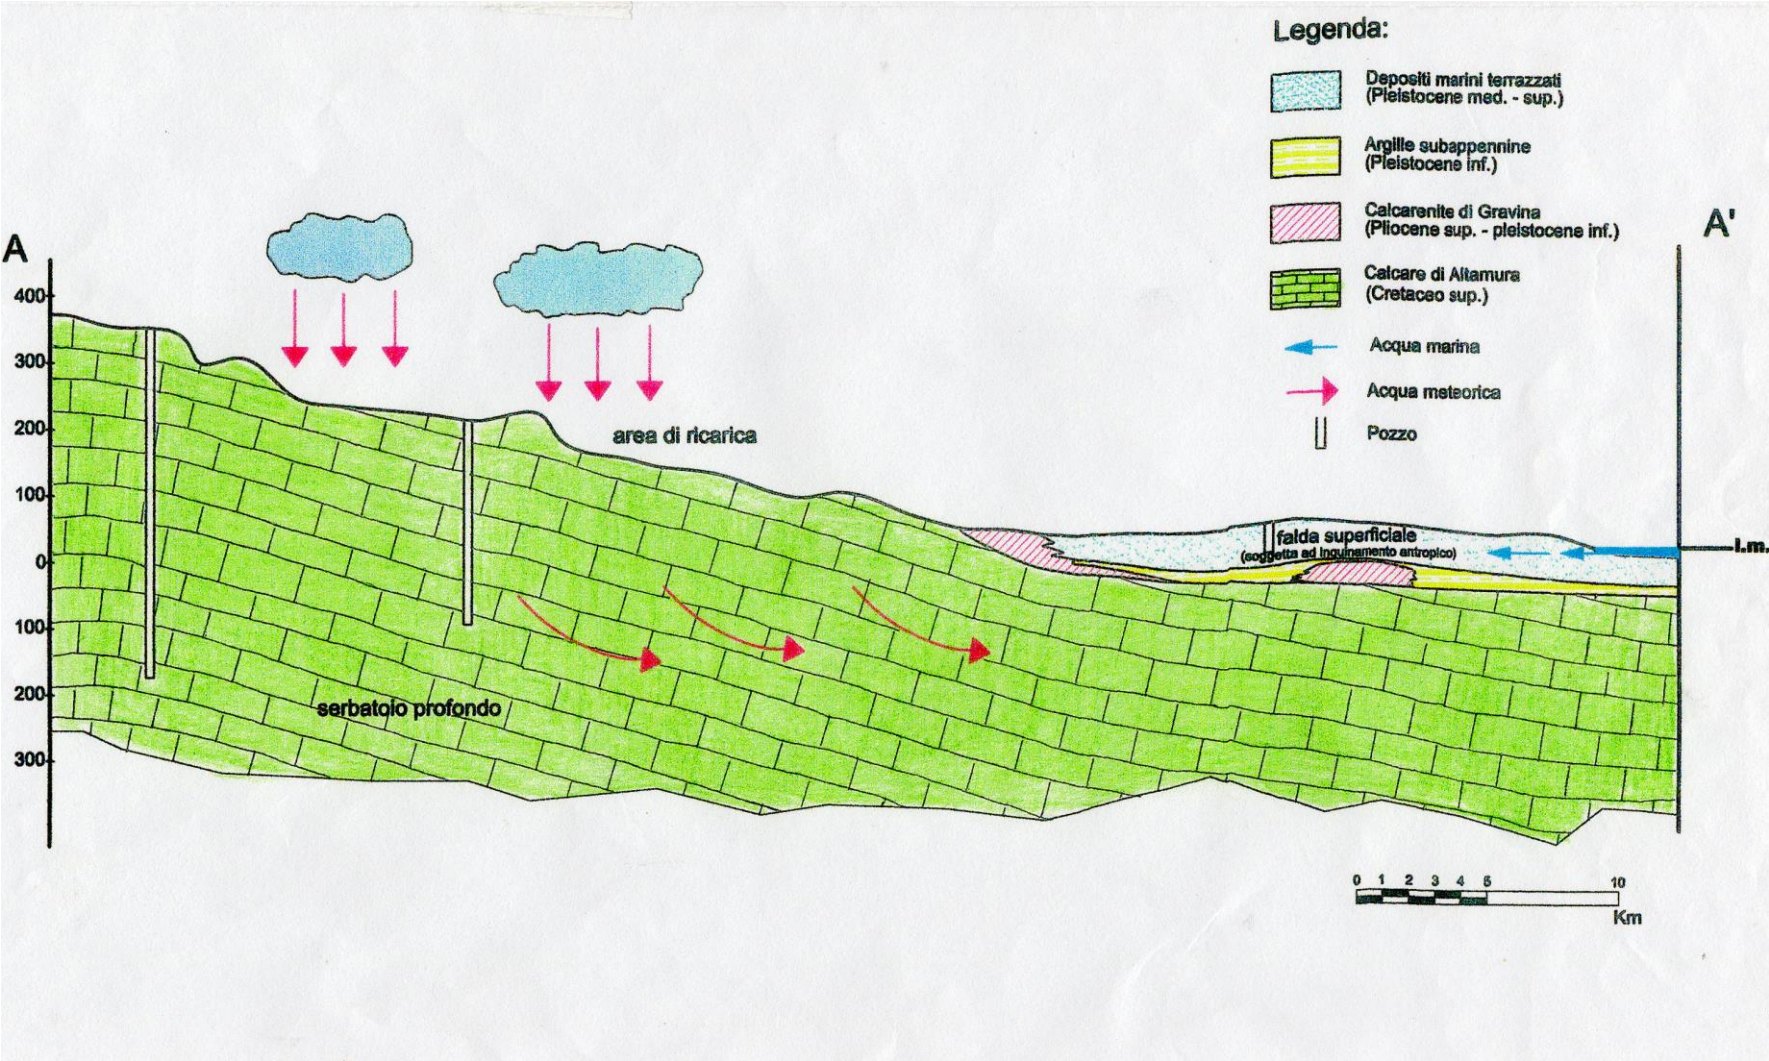 Legenda:
Depositi marini terrazzati
(Pleistocene med. - sup.)
Argille subappennine
(Pleistocene inf.)
Calcarenite di Gravina
(Pliocene sup. - pleistocene inf.)
Calcare di Altamura
(Cretaceo sup.)
Acqua marina
Acqua meteorica
Pozzo
A
A'
400
300
200
100
0
100
200
300
area di ricarica
falda superficiale
(soggetta ad inquinamento antropico)
l.m.
serbatoio profondo
0 1 2 3 4 5 10
Km